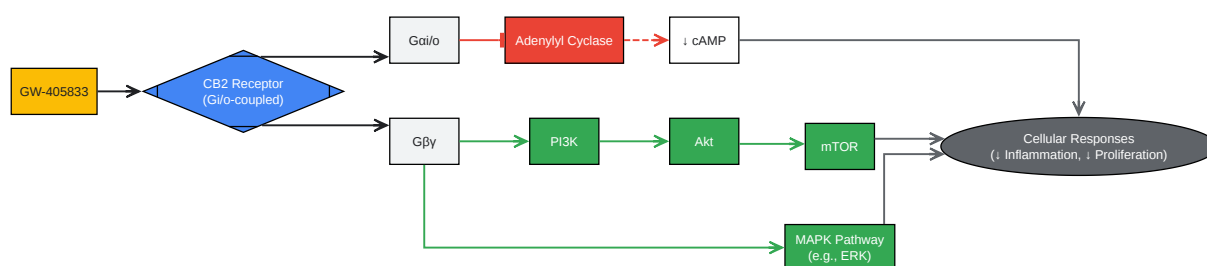 GW-405833
CB2 Receptor
(Gi/o-coupled)
Gαi/o
Adenylyl Cyclase
↓ cAMP
Gβγ
PI3K
Akt
mTOR
MAPK Pathway
(e.g., ERK)
Cellular Responses
(↓ Inflammation, ↓ Proliferation)